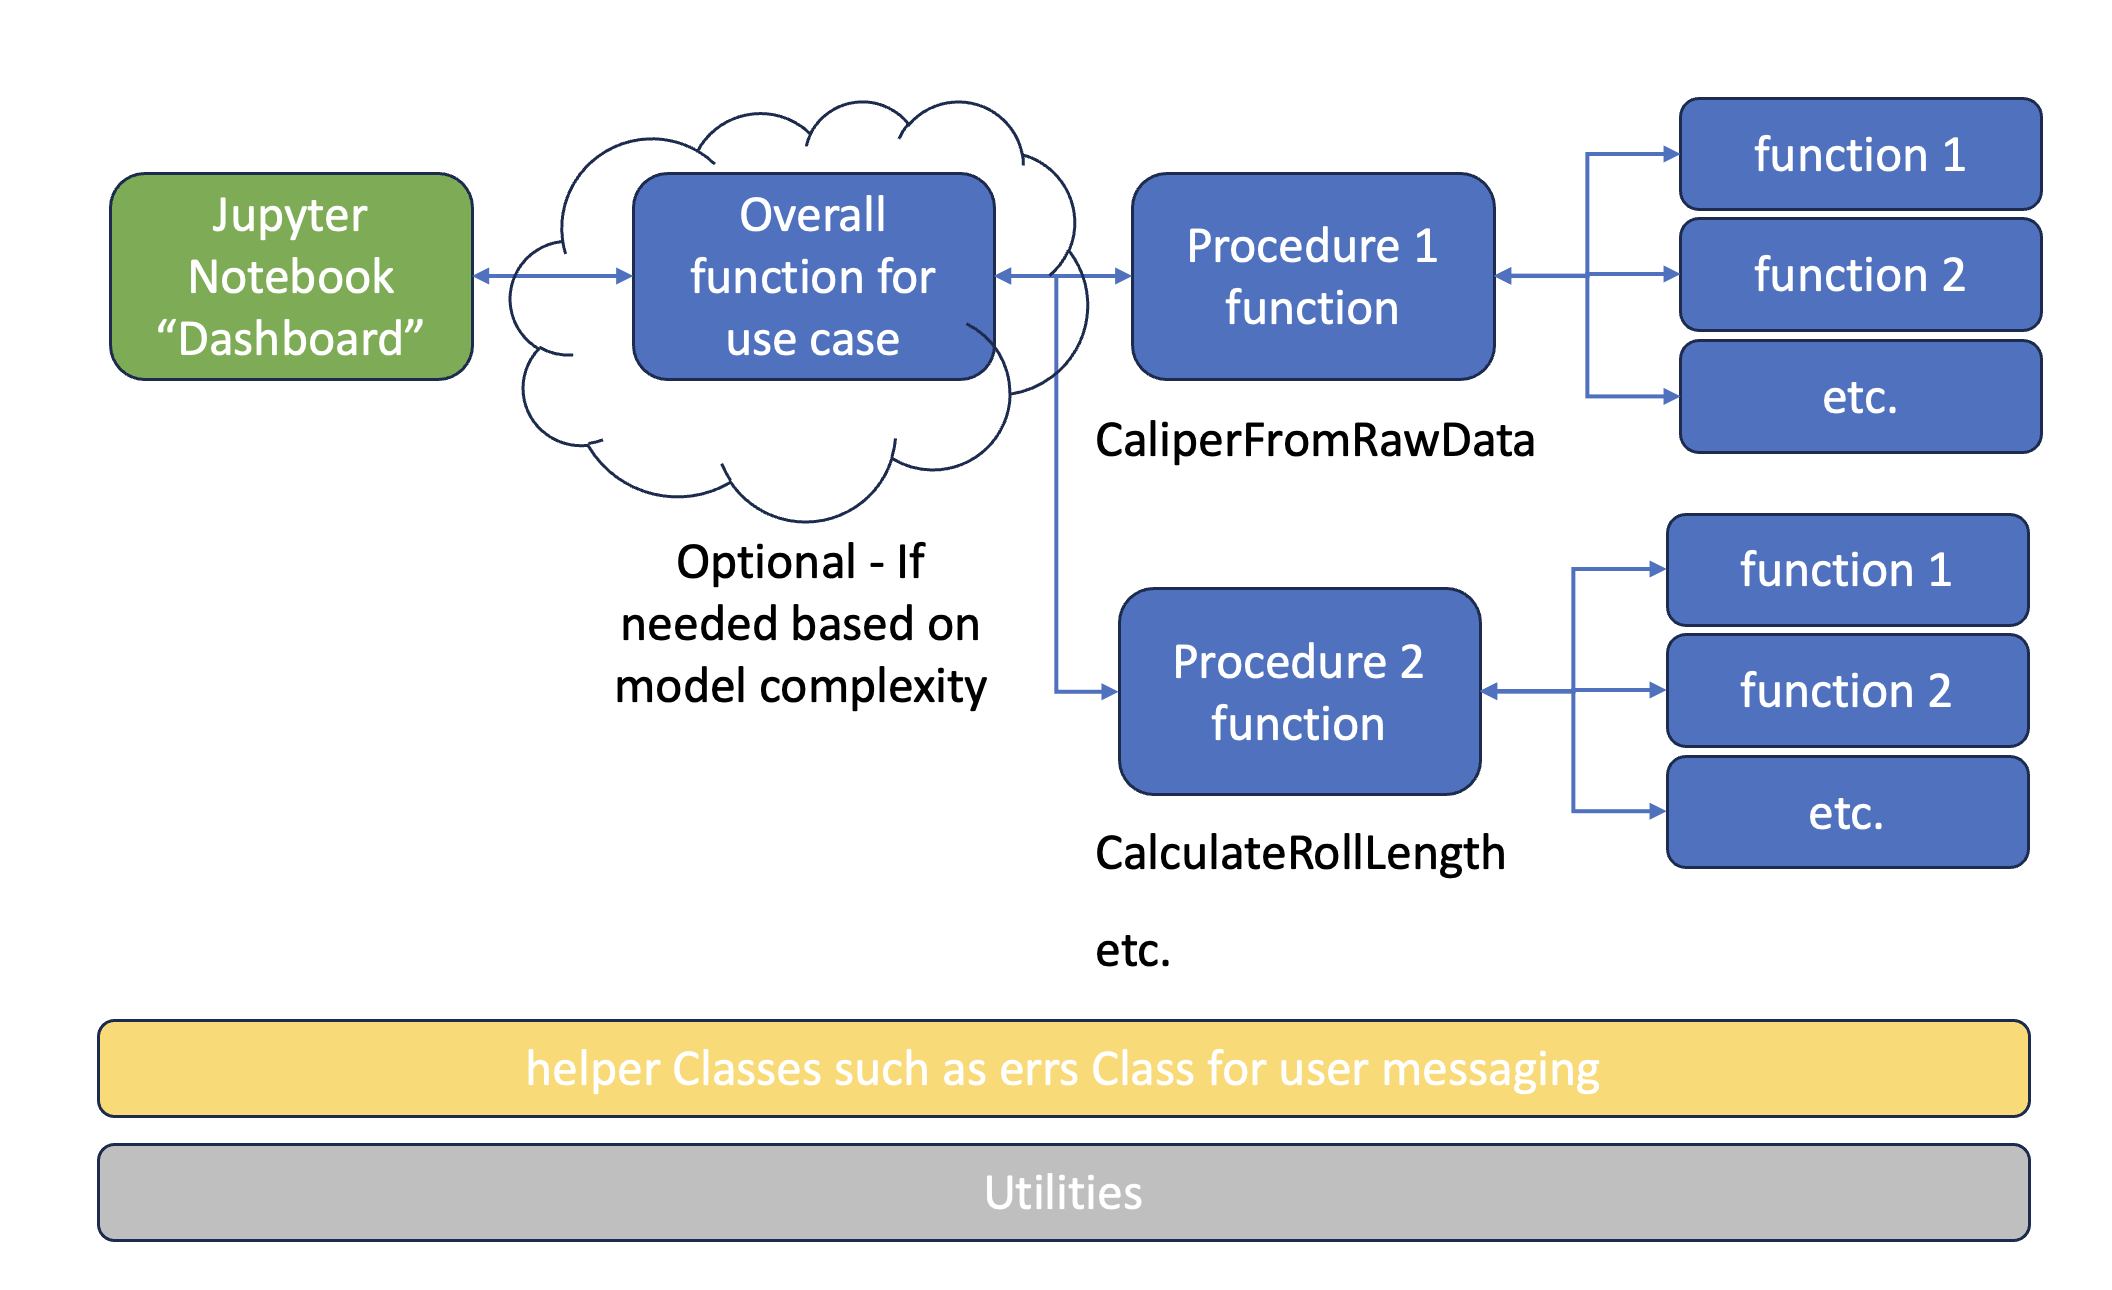 Jupyter
Notebook
“Dashboard”
Overall
function for
use case
Optional - If
needed based on
model complexity
Procedure 1
function
CaliperFromRawData
function 1
function 2
etc.
Procedure 2
function
CalculateRollLength
etc.
function 1
function 2
etc.
helper Classes such as errs Class for user messaging
Utilities